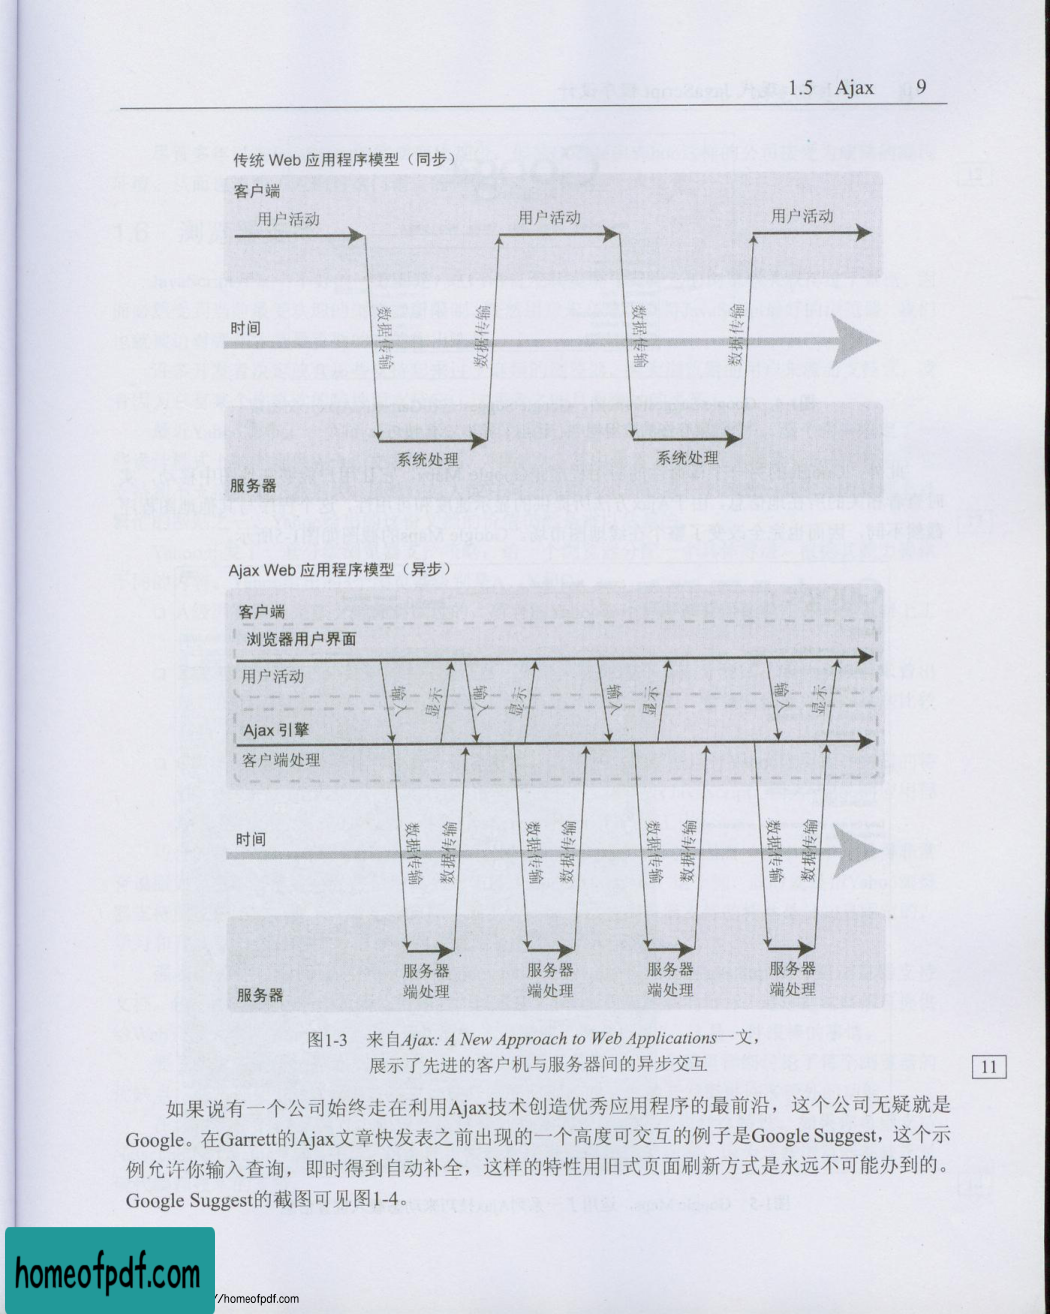 1.5 Ajax 9
传统 Web 应用程序模型（同步）
客户端
用户活动 用户活动 用户活动
时间
数据传输 数据传输 数据传输 数据传输
系统处理 系统处理
服务器
Ajax Web 应用程序模型（异步）
客户端
浏览器用户界面
用户活动
输入 显示 输入 显示 输入 显示 输入 显示
Ajax 引擎
客户端处理
时间
数据传输 数据传输 数据传输 数据传输 数据传输 数据传输 数据传输 数据传输
服务器 服务器 服务器 服务器
端处理 端处理 端处理 端处理
服务器
图1-3 来自Ajax: A New Approach to Web Applications一文，
展示了先进的客户机与服务器间的异步交互
11
如果说有一个公司始终走在利用Ajax技术创造优秀应用程序的最前沿，这个公司无疑就是
Google。在Garrett的Ajax文章快发表之前出现的一个高度可交互的例子是Google Suggest，这个示
例允许你输入查询，即时得到自动补全，这样的特性用旧式页面刷新方式是永远不可能办到的。
Google Suggest的截图可见图1-4。
homeofpdf.com
//homeofpdf.com